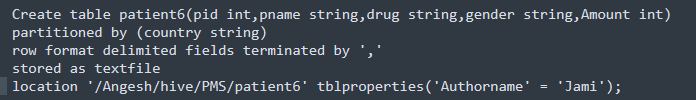 Create table patient6(pid int,pname string,drug string,gender string,Amount int)
partitioned by (country string)
row format delimited fields terminated by ','
stored as textfile
location '/Angesh/hive/PMS/patient6' tblproperties('Authorname' = 'Jami');